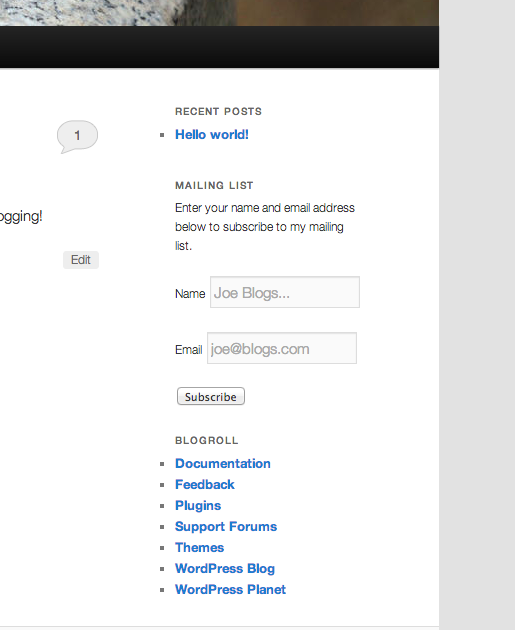 RECENT POSTS
Hello world!
1
MAILING LIST
Enter your name and email address
below to subscribe to my mailing
list.
ogging!
Edit
Name Joe Blogs...
Email joe@blogs.com
Subscribe
BLOGROLL
Documentation
Feedback
Plugins
Support Forums
Themes
WordPress Blog
WordPress Planet